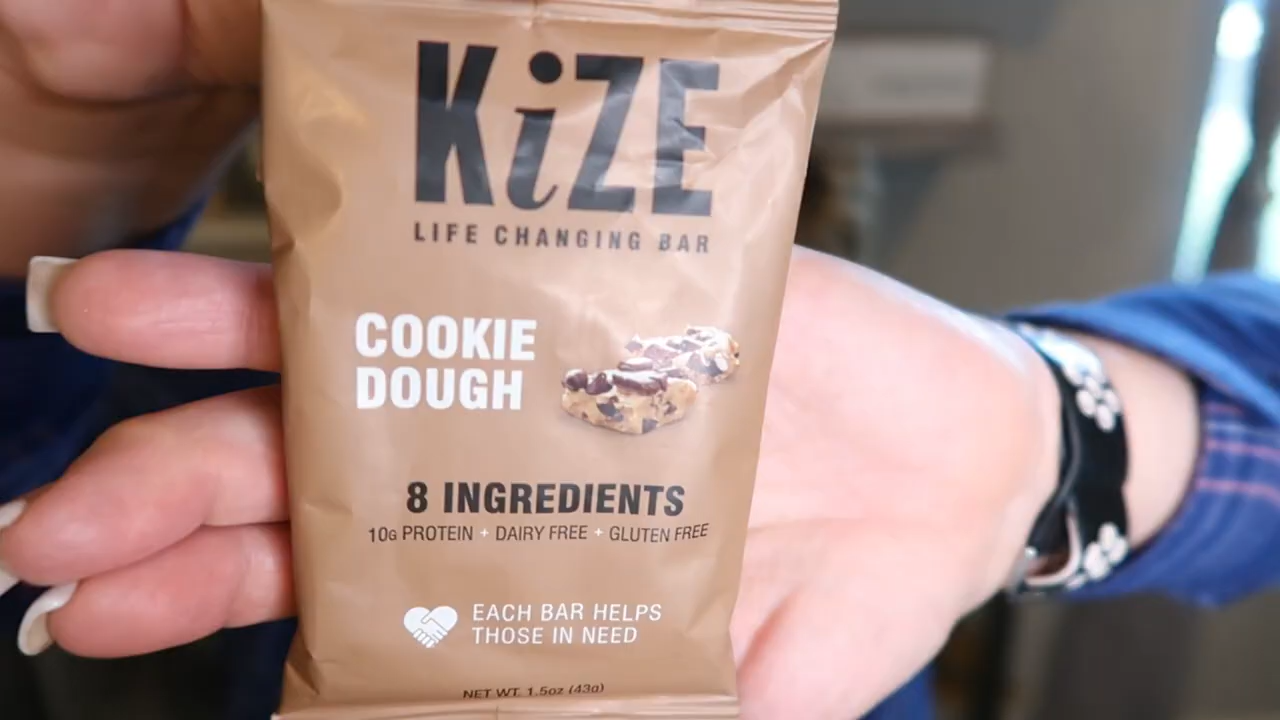 KiZE
LIFE CHANGING BAR
COOKIE
DOUGH
8 INGREDIENTS
10G PROTEIN + DAIRY FREE + GLUTEN FREE
EACH BAR HELPS
THOSE IN NEED
NET WT. 1.5oz (43g)